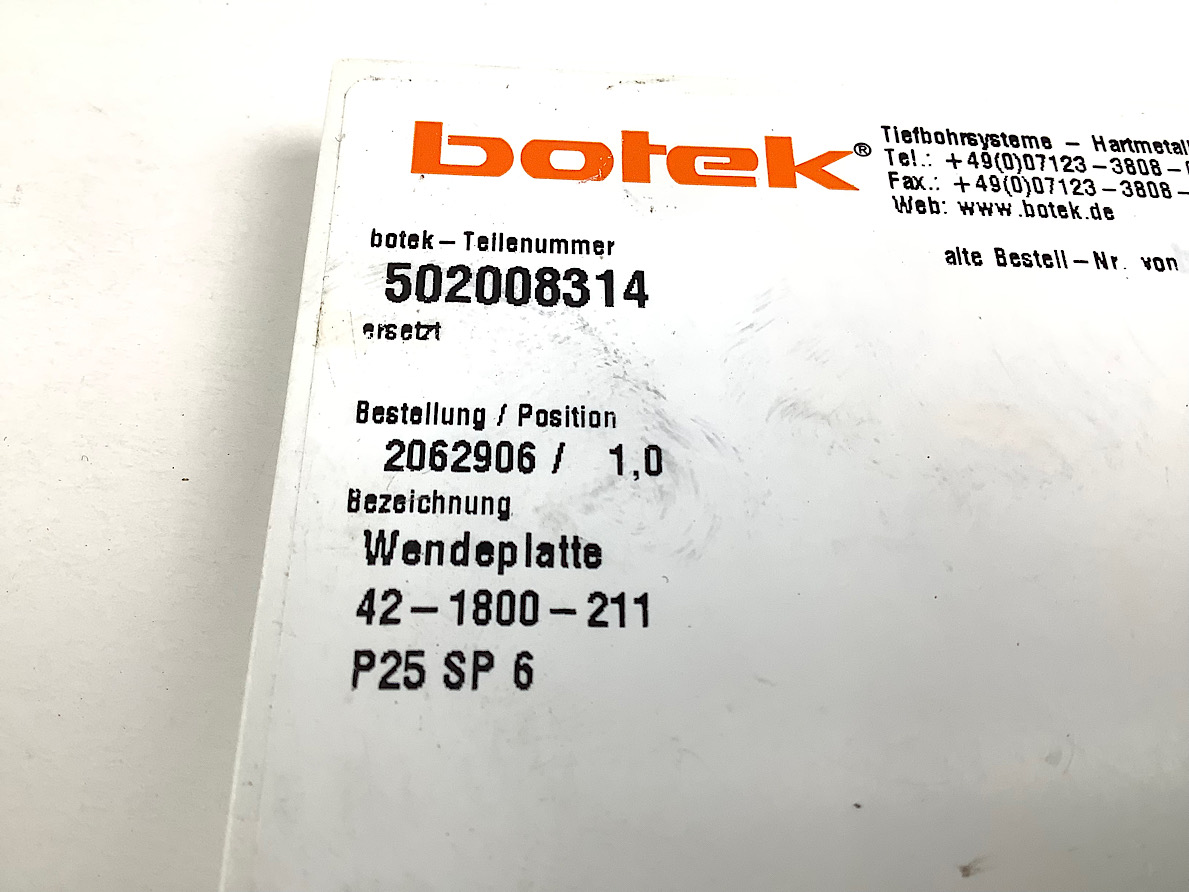 botek®
Tiefbohrsysteme – Hartmetall
Tel.: +49(0)07123–3808–
Fax.: +49(0)07123–3808–
Web: www.botek.de
botek–Teilenummer
alte Bestell–Nr. von
502008314
ersetzt
Bestellung / Position
2062906 / 1,0
Bezeichnung
Wendeplatte
42–1800–211
P25 SP 6